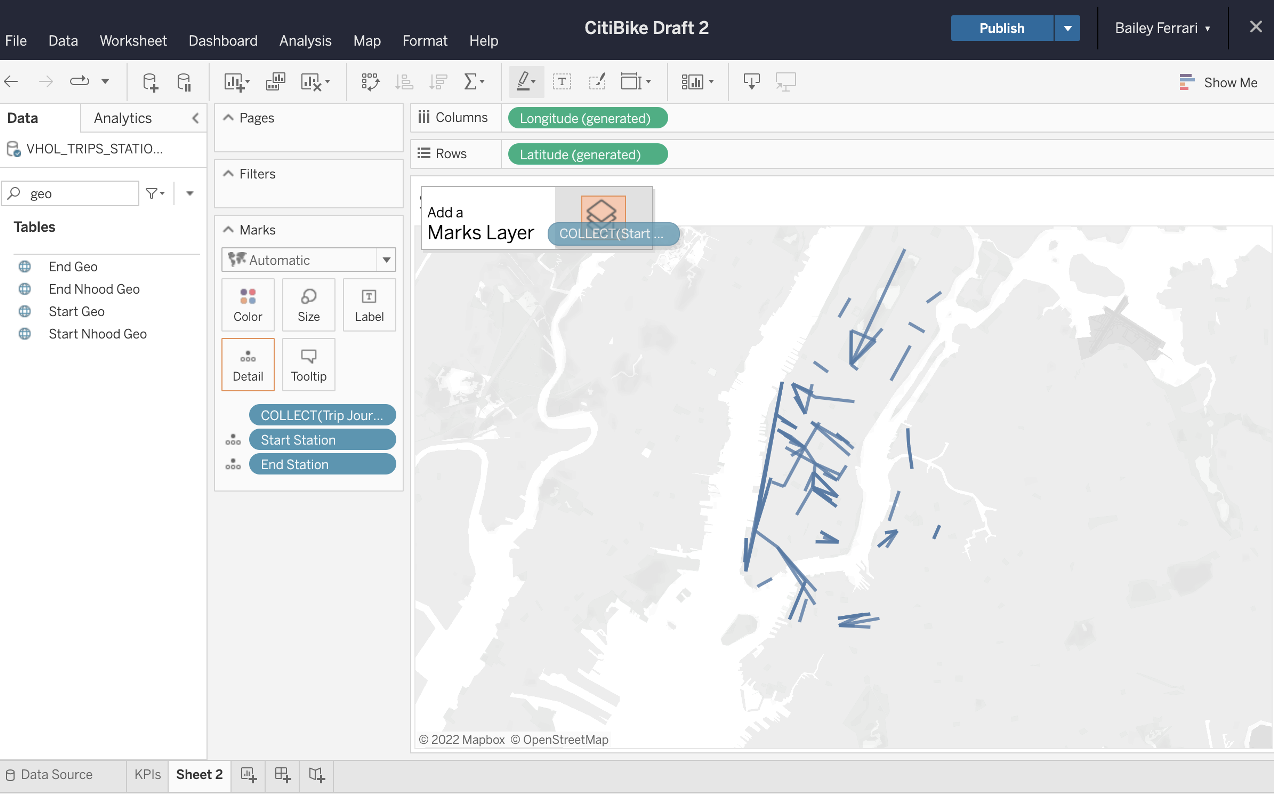 CitiBike Draft 2
Publish
Bailey Ferrari
File Data Worksheet Dashboard Analysis Map Format Help
Show Me
Data Analytics
VHOL_TRIPS_STATIO...
geo
Tables
End Geo
End Nhood Geo
Start Geo
Start Nhood Geo
Pages
Filters
Marks
Automatic
Color Size Label
Detail Tooltip
COLLECT(Trip Jour...
Start Station
End Station
Columns Longitude (generated)
Rows Latitude (generated)
Add a
Marks Layer
COLLECT(Start ...
© 2022 Mapbox © OpenStreetMap
Data Source KPIs Sheet 2